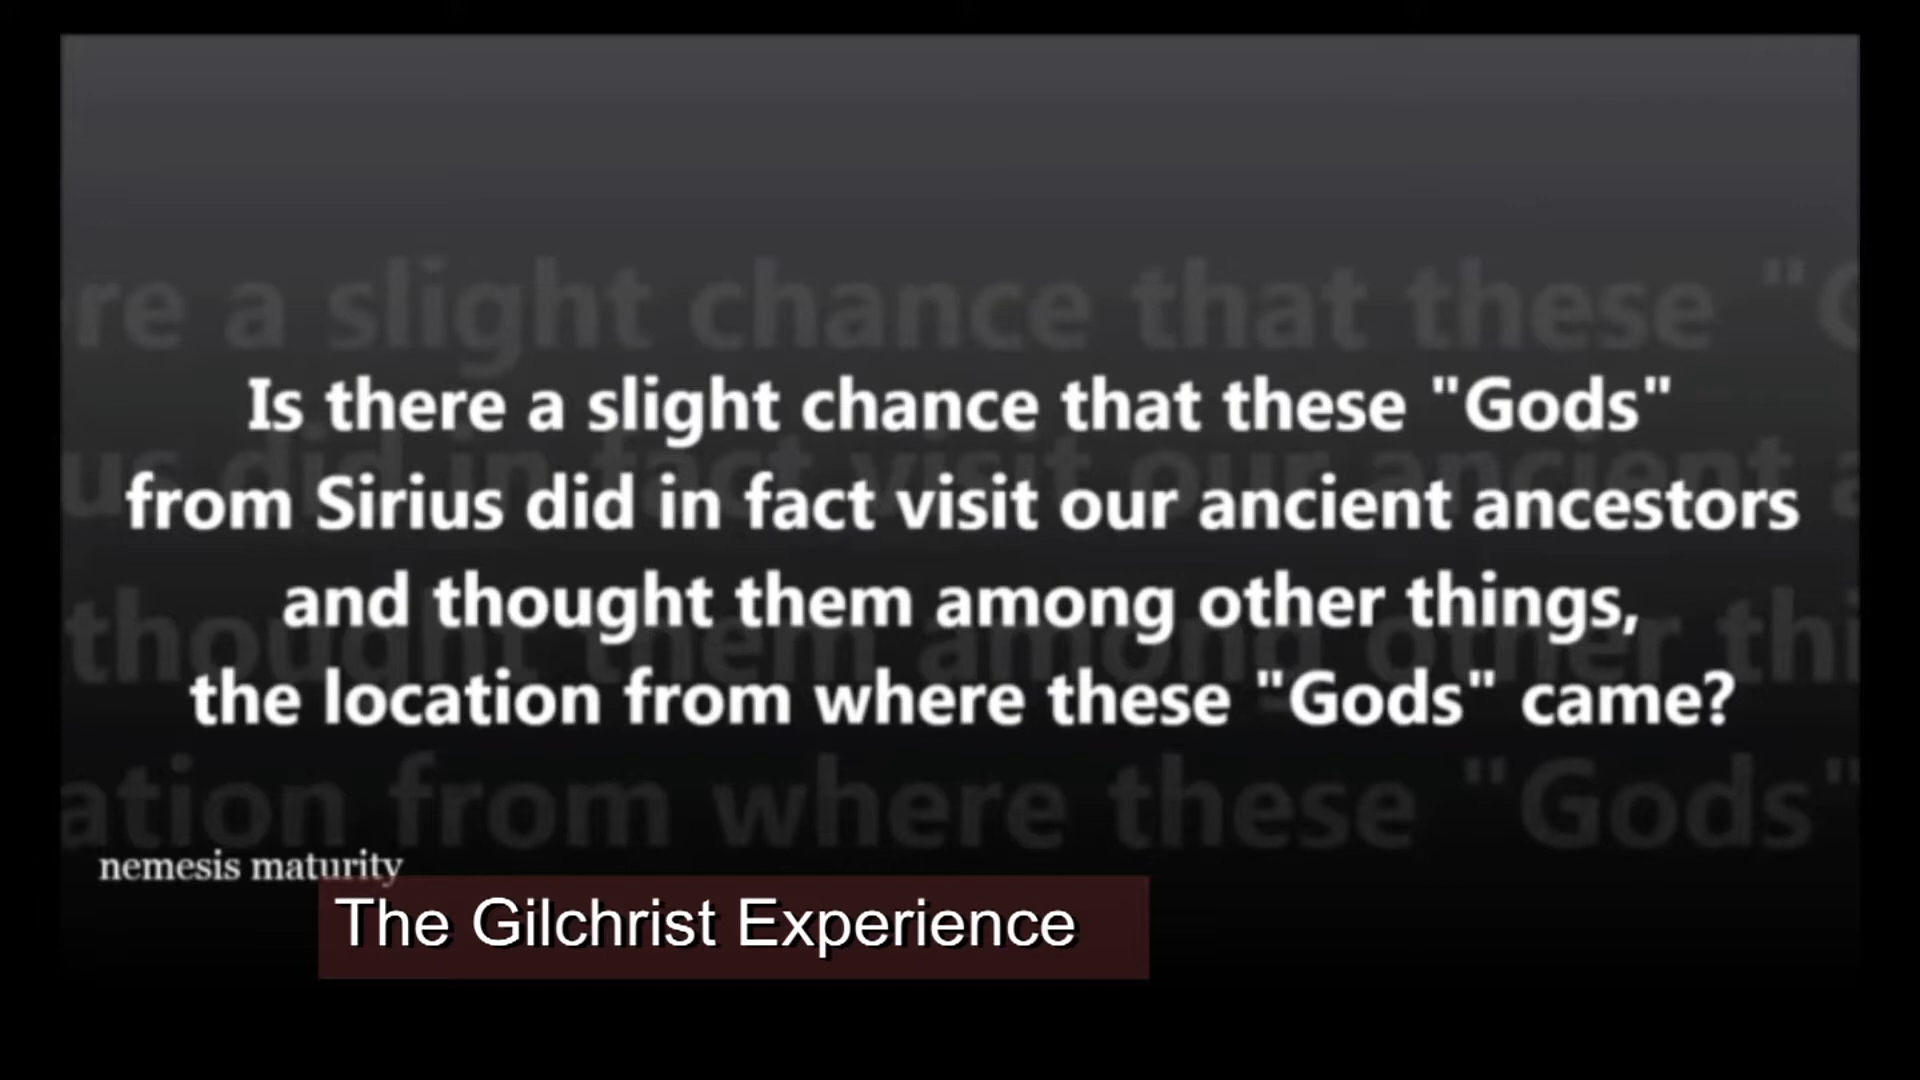 Is there a slight chance that these "Gods"
from Sirius did in fact visit our ancient ancestors
and thought them among other things,
the location from where these "Gods" came?
nemesis maturity
The Gilchrist Experience